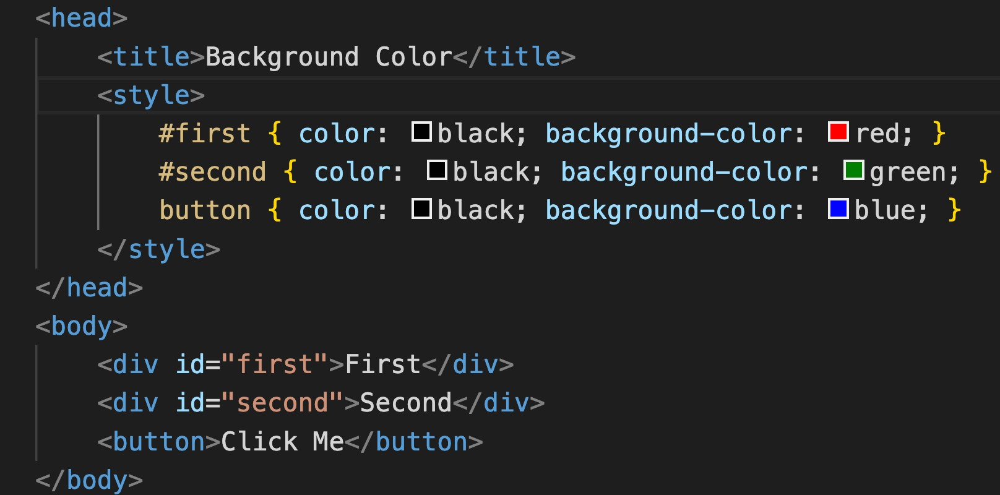 <head>
<title>Background Color</title>
<style>
#first { color: black; background-color: red; }
#second { color: black; background-color: green; }
button { color: black; background-color: blue; }
</style>
</head>
<body>
<div id="first">First</div>
<div id="second">Second</div>
<button>Click Me</button>
</body>